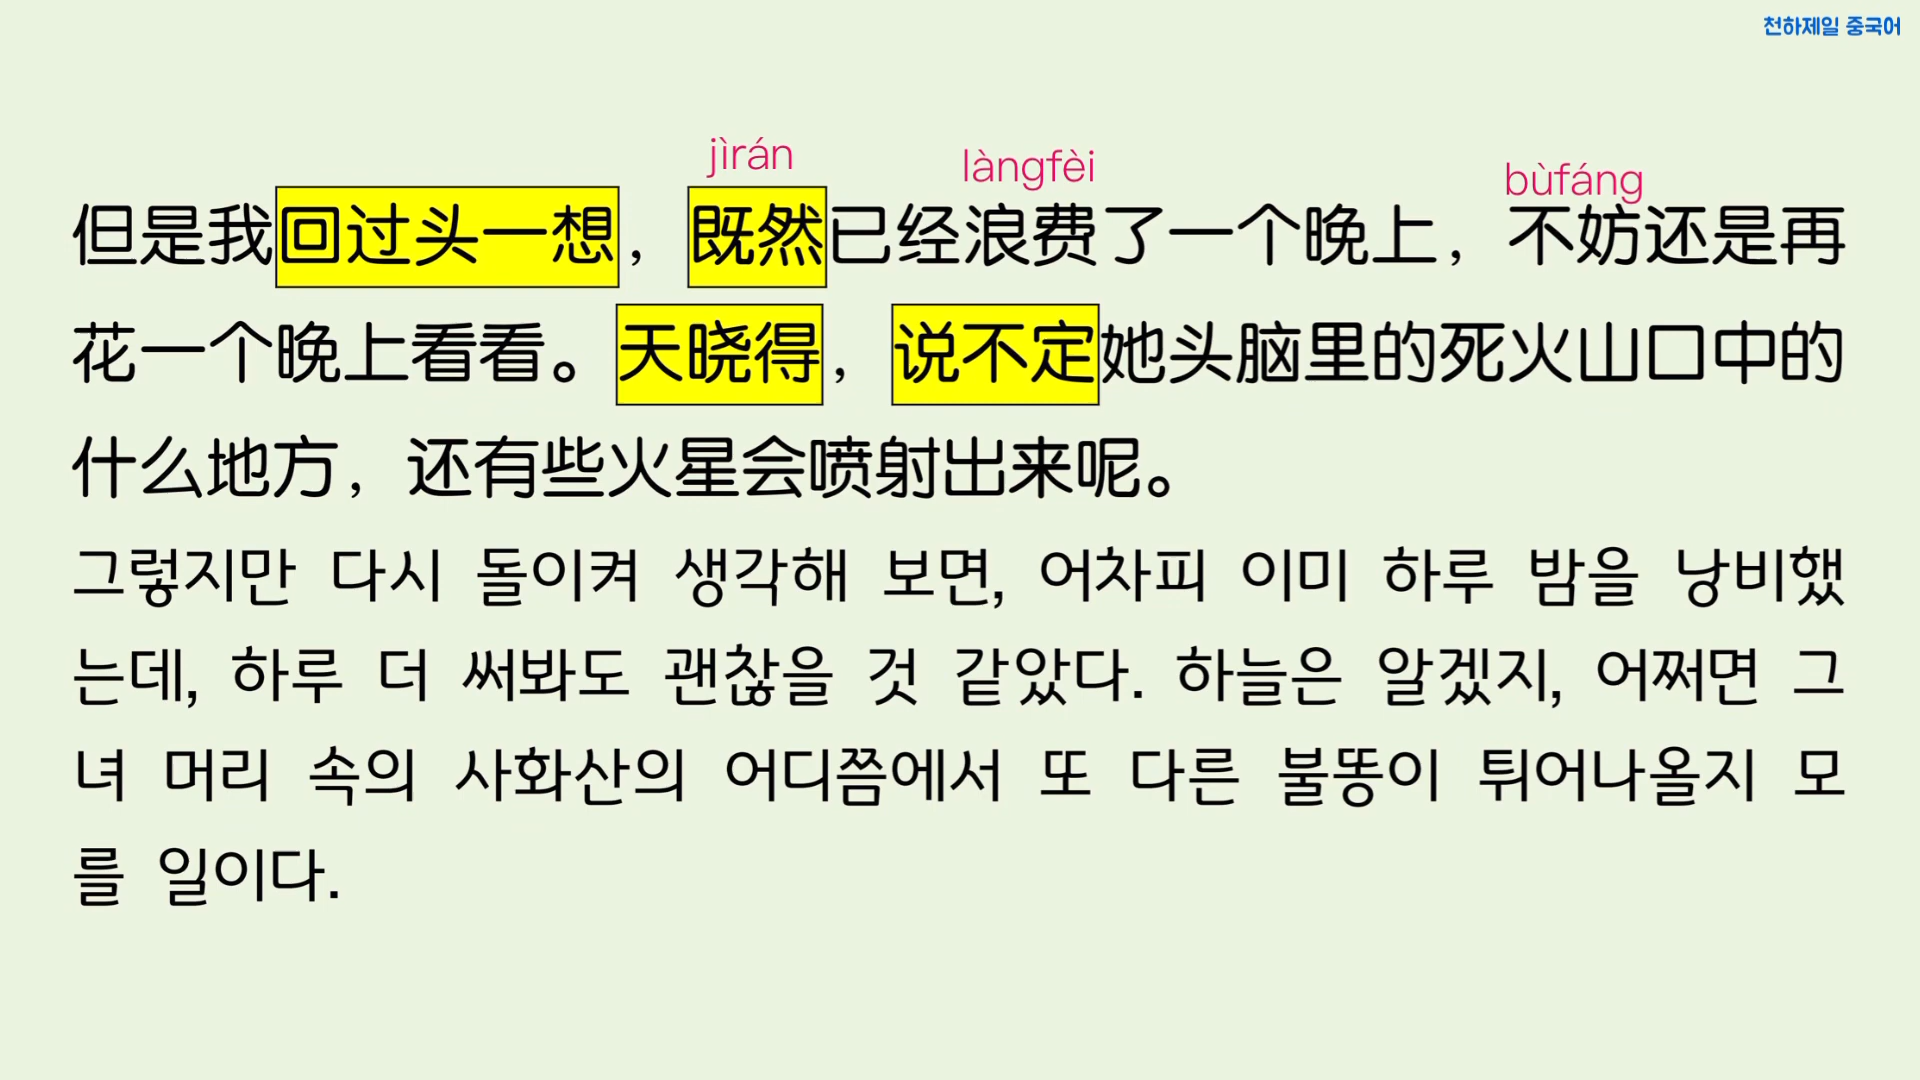 천하제일 중국어
jìrán làngfèi bùfáng
但是我回过头一想，既然已经浪费了一个晚上，不妨还是再
花一个晚上看看。天晓得，说不定她头脑里的死火山口中的
什么地方，还有些火星会喷射出来呢。
그렇지만 다시 돌이켜 생각해 보면, 어차피 이미 하루 밤을 낭비했
는데, 하루 더 써봐도 괜찮을 것 같았다. 하늘은 알겠지, 어쩌면 그
녀 머리 속의 사화산의 어디쯤에서 또 다른 불똥이 튀어나올지 모
를 일이다.